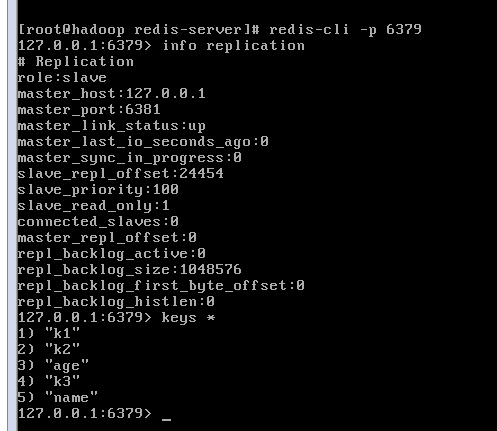 [root@hadoop redis-server]# redis-cli -p 6379
127.0.0.1:6379> info replication
# Replication
role:slave
master_host:127.0.0.1
master_port:6381
master_link_status:up
master_last_io_seconds_ago:0
master_sync_in_progress:0
slave_repl_offset:24454
slave_priority:100
slave_read_only:1
connected_slaves:0
master_repl_offset:0
repl_backlog_active:0
repl_backlog_size:1048576
repl_backlog_first_byte_offset:0
repl_backlog_histlen:0
127.0.0.1:6379> keys *
1) "k1"
2) "k2"
3) "age"
4) "k3"
5) "name"
127.0.0.1:6379> _